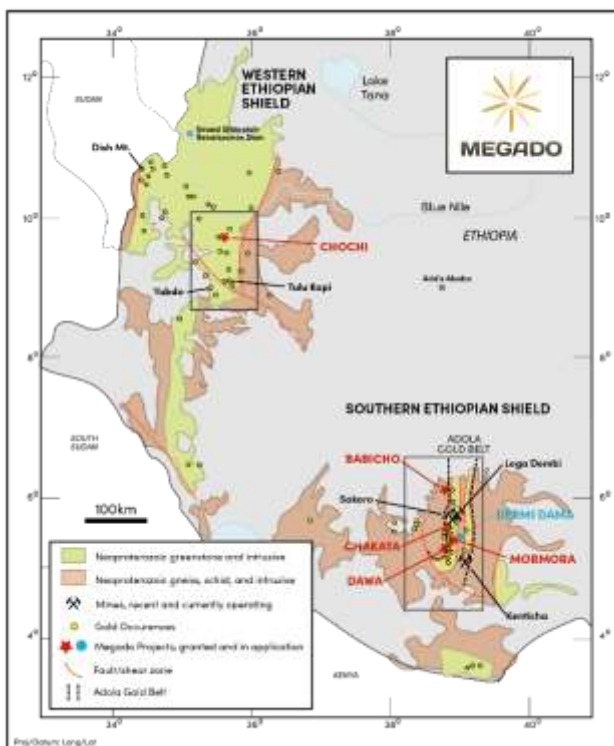 34°
36°
38°
40°
WESTERN
ETHIOPIAN
SHIELD
SUDAN
Lake
Tana
MEGADO
12°
12°
Grand Ethiopian
Renaissance Dam
Dish Mt.
10°
10°
Blue Nile
ETHIOPIA
CHOCHI
Addis Ababa
Yubdo
Tulu Kapi
8°
8°
SOUTHERN ETHIOPIAN SHIELD
SOUTH
SUDAN
ADOLA
GOLD BELT
BABICHO
Lega Dembi
6°
6°
Sakaro
DERMI DAMA
100km
CHAKATA
MORMORA
DAWA
Kenticha
4°
4°
KENYA
Neoproterozoic greenstone and intrusive
Neoproterozoic gneiss, schist, and intrusive
Mines, recent and currently operating
Gold Occurences
Megado Projects, granted and in application
Fault/shear zone
Adola Gold Belt
34°
36°
38°
40°
Proj/Datum: Long/Lat